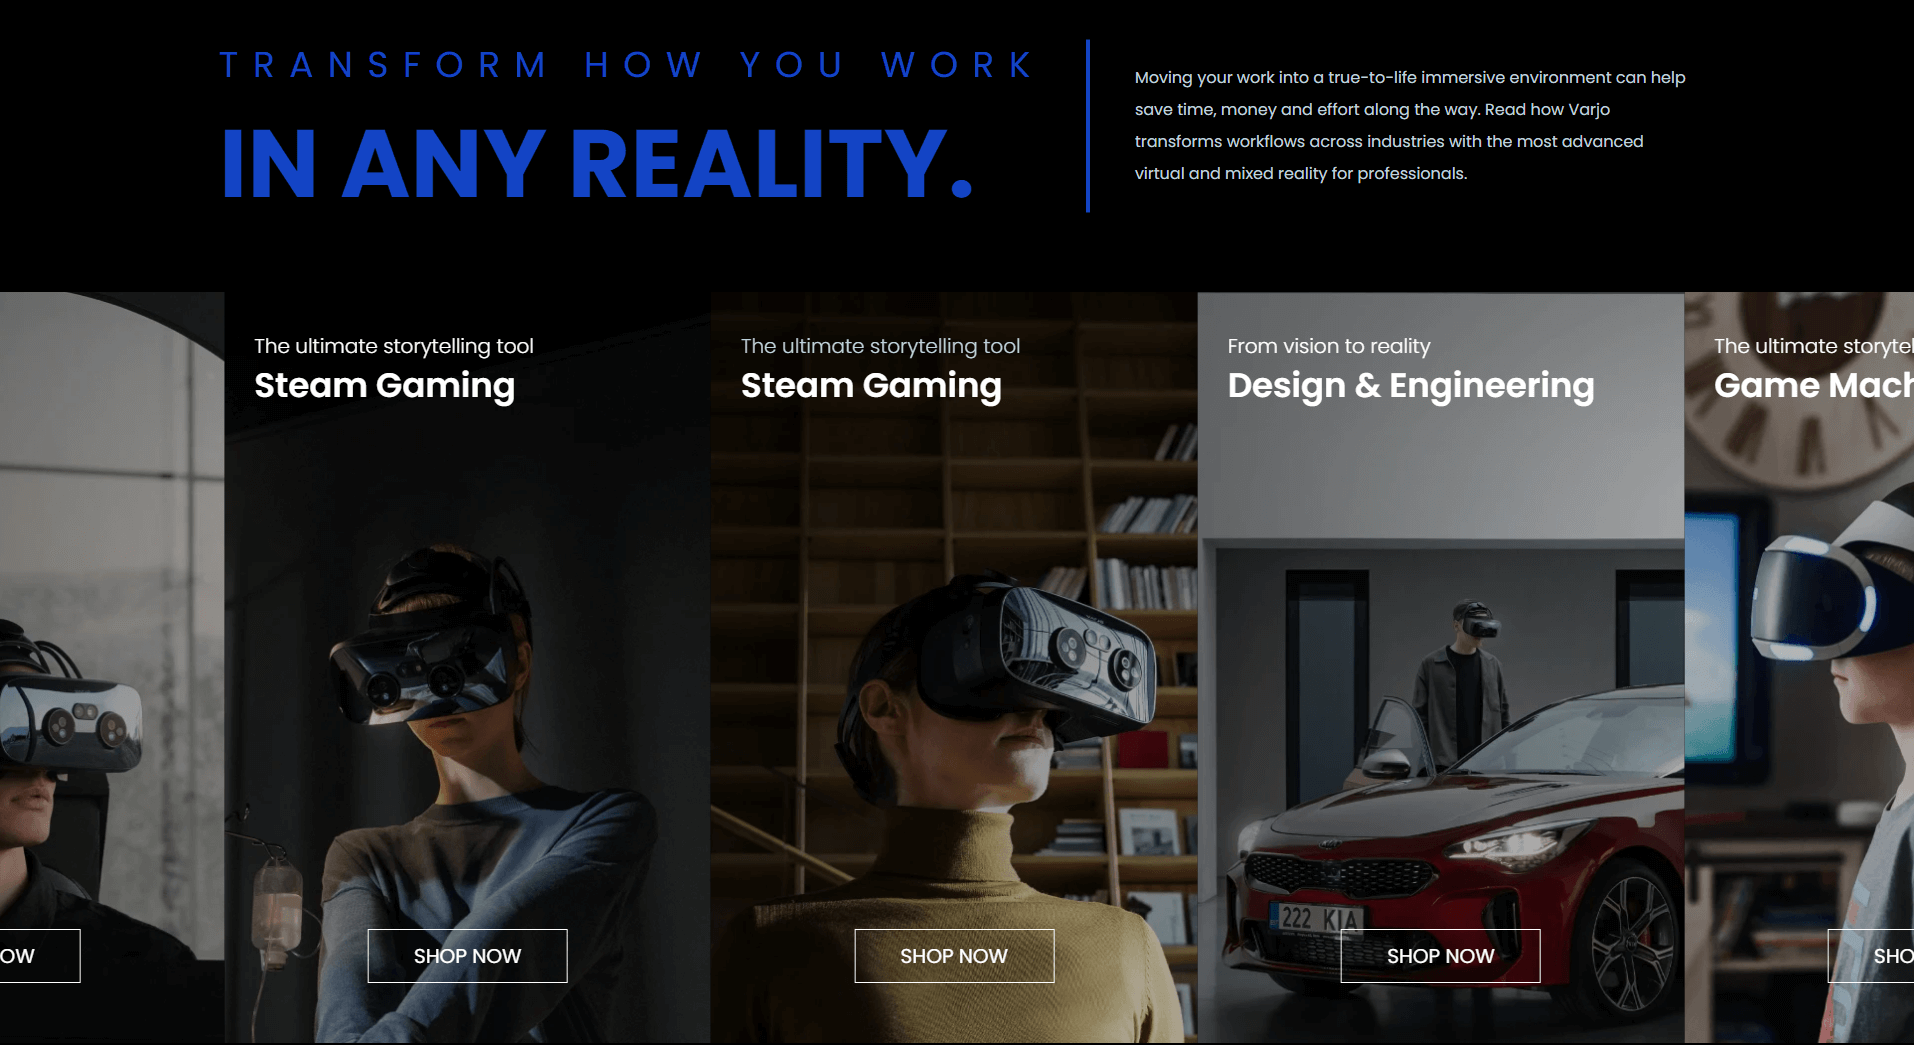 TRANSFORM HOW YOU WORK
IN ANY REALITY.
Moving your work into a true-to-life immersive environment can help
save time, money and effort along the way. Read how Varjo
transforms workflows across industries with the most advanced
virtual and mixed reality for professionals.
OW
The ultimate storytelling tool
Steam Gaming
SHOP NOW
The ultimate storytelling tool
Steam Gaming
SHOP NOW
From vision to reality
Design & Engineering
222 KIA
SHOP NOW
The ultimate storytel
Game Mach
SHO